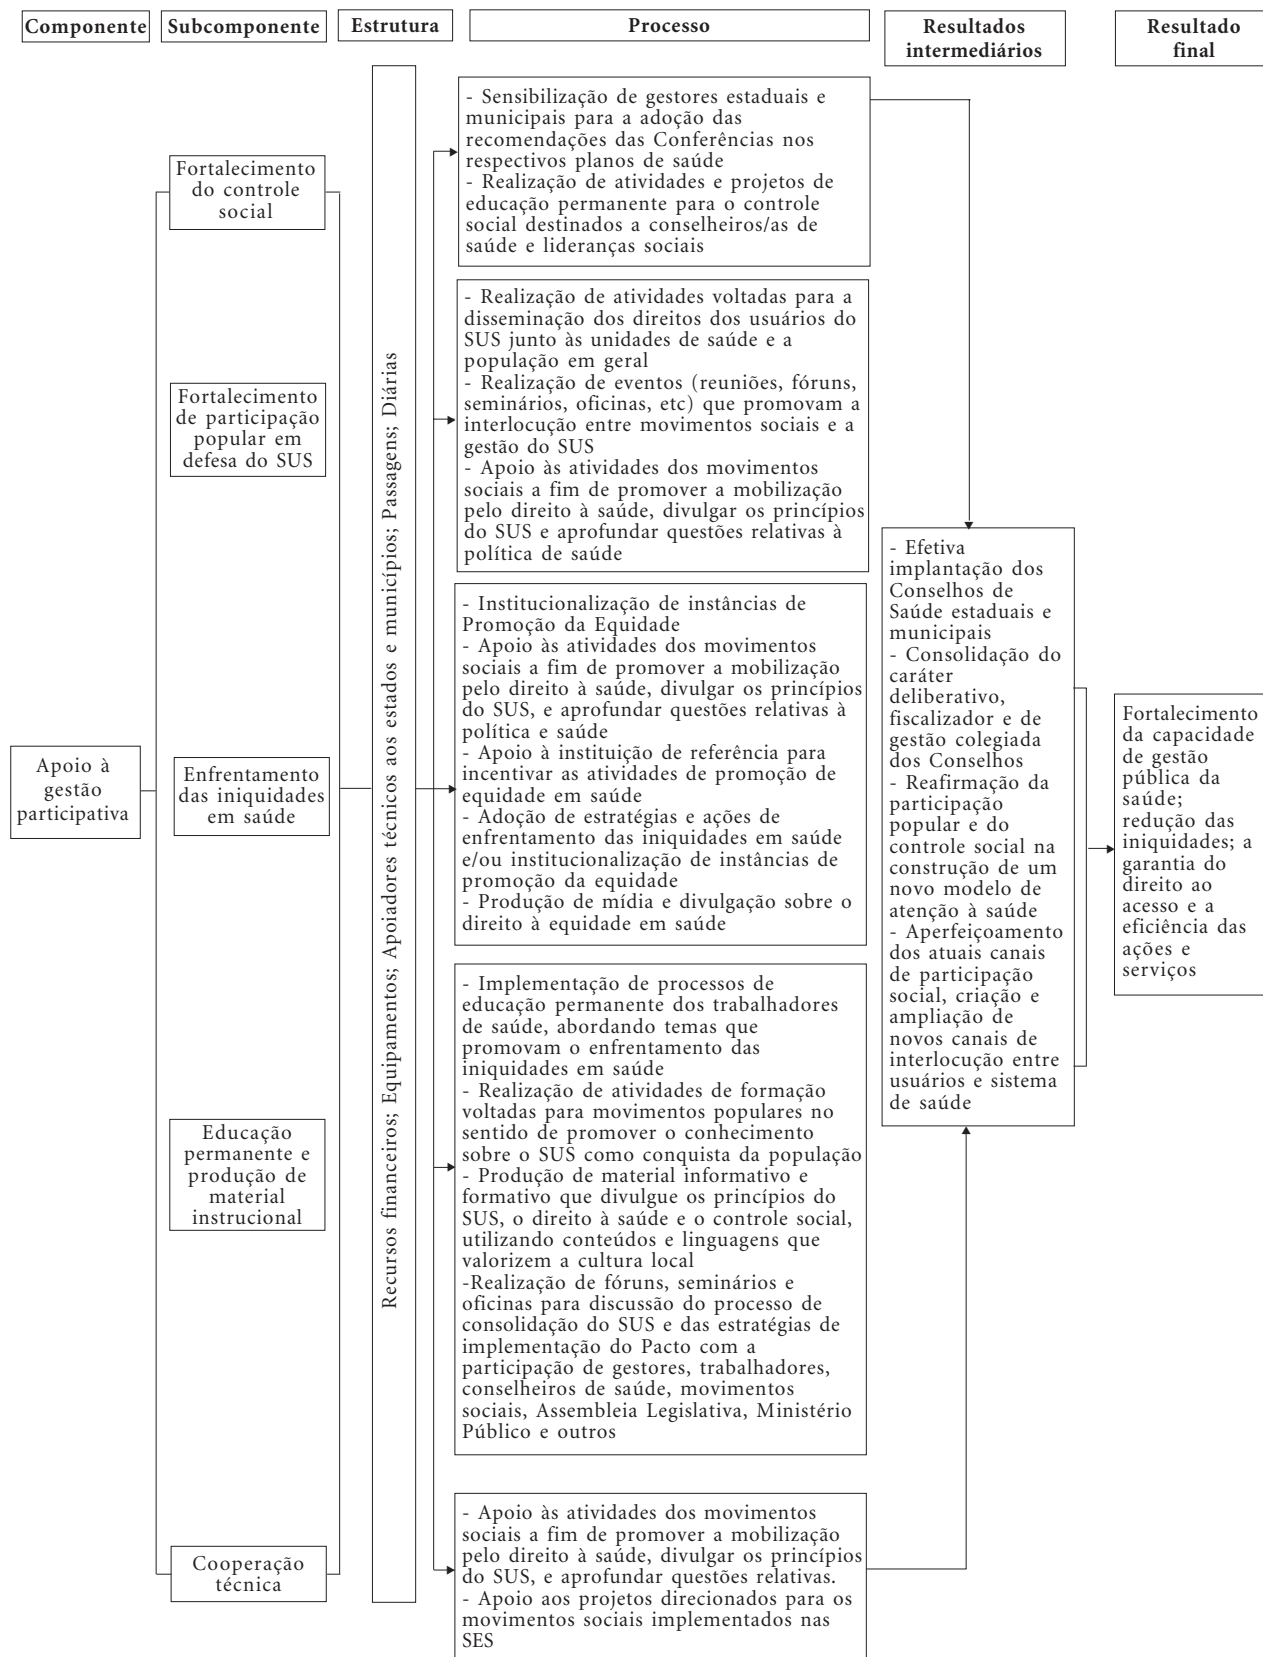 Componente
Subcomponente
Estrutura
Processo
Resultados
intermediários
Resultado
final
Apoio à
gestão
participativa
Fortalecimento
do controle
social
Fortalecimento
de participação
popular em
defesa do SUS
Enfrentamento
das iniquidades
em saúde
Educação
permanente e
produção de
material
instrucional
Cooperação
técnica
Recursos financeiros; Equipamentos; Apoiadores técnicos aos estados e municípios; Passagens; Diárias
- Sensibilização de gestores estaduais e
municipais para a adoção das
recomendações das Conferências nos
respectivos planos de saúde
- Realização de atividades e projetos de
educação permanente para o controle
social destinados a conselheiros/as de
saúde e lideranças sociais
- Realização de atividades voltadas para a
disseminação dos direitos dos usuários do
SUS junto às unidades de saúde e a
população em geral
- Realização de eventos (reuniões, fóruns,
seminários, oficinas, etc) que promovam a
interlocução entre movimentos sociais e a
gestão do SUS
- Apoio às atividades dos movimentos
sociais a fim de promover a mobilização
pelo direito à saúde, divulgar os princípios
do SUS e aprofundar questões relativas à
política de saúde
- Institucionalização de instâncias de
Promoção da Equidade
- Apoio às atividades dos movimentos
sociais a fim de promover a mobilização
pelo direito à saúde, divulgar os princípios
do SUS, e aprofundar questões relativas à
política e saúde
- Apoio à instituição de referência para
incentivar as atividades de promoção de
equidade em saúde
- Adoção de estratégias e ações de
enfrentamento das iniquidades em saúde
e/ou institucionalização de instâncias de
promoção da equidade
- Produção de mídia e divulgação sobre o
direito à equidade em saúde
- Implementação de processos de
educação permanente dos trabalhadores
de saúde, abordando temas que
promovam o enfrentamento das
iniquidades em saúde
- Realização de atividades de formação
voltadas para movimentos populares no
sentido de promover o conhecimento
sobre o SUS como conquista da população
- Produção de material informativo e
formativo que divulgue os princípios do
SUS, o direito à saúde e o controle social,
utilizando conteúdos e linguagens que
valorizem a cultura local
-Realização de fóruns, seminários e
oficinas para discussão do processo de
consolidação do SUS e das estratégias de
implementação do Pacto com a
participação de gestores, trabalhadores,
conselheiros de saúde, movimentos
sociais, Assembleia Legislativa, Ministério
Público e outros
- Apoio às atividades dos movimentos
sociais a fim de promover a mobilização
pelo direito à saúde, divulgar os princípios
do SUS, e aprofundar questões relativas.
- Apoio aos projetos direcionados para os
movimentos sociais implementados nas
SES
- Efetiva
implantação dos
Conselhos de
Saúde estaduais e
municipais
- Consolidação do
caráter
deliberativo,
fiscalizador e de
gestão colegiada
dos Conselhos
- Reafirmação da
participação
popular e do
controle social na
construção de um
novo modelo de
atenção à saúde
- Aperfeiçoamento
dos atuais canais
de participação
social, criação e
ampliação de
novos canais de
interlocução entre
usuários e sistema
de saúde
Fortalecimento
da capacidade
de gestão
pública da
saúde;
redução das
iniquidades; a
garantia do
direito ao
acesso e a
eficiência das
ações e
serviços